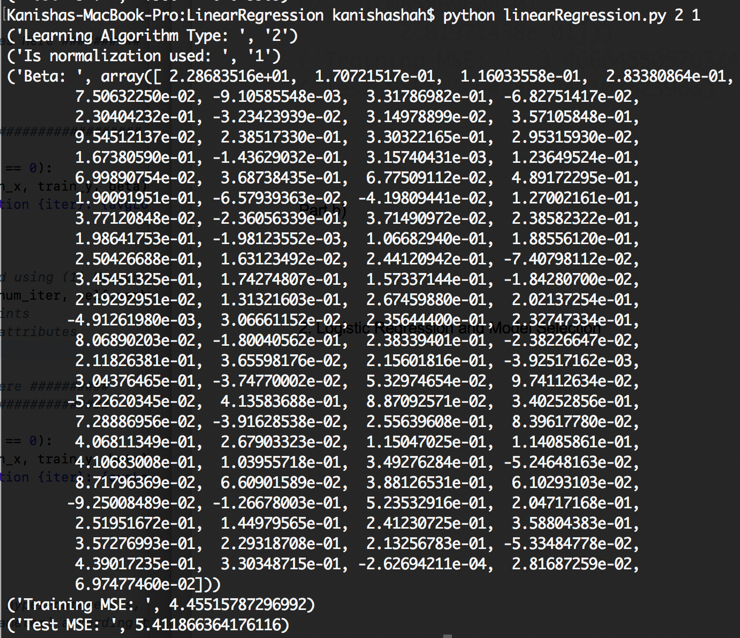 Kanishas-MacBook-Pro:LinearRegression kanishashah$ python linearRegression.py 2 1
('Learning Algorithm Type: ', '2')
('Is normalization used: ', '1')
('Beta: ', array([ 2.28683516e+01, 1.70721517e-01, 1.16033558e-01, 2.83380864e-01,
7.50632250e-02, -9.10585548e-03, 3.31786982e-01, -6.82751417e-02,
2.30404232e-01, -3.23423939e-02, 3.14978899e-02, 3.57105848e-01,
9.54512137e-02, 2.38517330e-01, 3.30322165e-01, 2.95315930e-02,
1.67380590e-01, -1.43629032e-01, 3.15740431e-03, 1.23649524e-01,
6.99890754e-02, 3.68738435e-01, 6.77509112e-02, 4.89172295e-01,
1.90091951e-01, -6.57939363e-02, -4.19809441e-02, 1.27002161e-01,
3.77120848e-02, -2.36056339e-01, 3.71490972e-02, 2.38582322e-01,
1.98641753e-01, -1.98123552e-03, 1.06682940e-01, 1.88556120e-01,
2.50426688e-01, 1.63123492e-02, 2.44120942e-01, -7.40798112e-02,
3.45451325e-01, 1.74274807e-01, 1.57337144e-01, -1.84280700e-02,
2.19292951e-01, 1.31321603e-01, 2.67459880e-01, 2.02137254e-01,
-4.91261980e-03, 3.06661152e-02, 2.35644400e-01, 2.32747334e-01,
8.06890203e-02, -1.80040562e-01, 2.38339401e-01, -2.38226647e-02,
2.11826381e-01, 3.65598176e-02, 2.15601816e-01, -3.92517162e-03,
3.04376465e-01, -3.74770002e-02, 5.32974654e-02, 9.74112634e-02,
-5.22620345e-02, 4.13583688e-01, 8.87092571e-02, 3.40252856e-01,
7.28886956e-02, -3.91628538e-02, 2.55639608e-01, 8.39617780e-02,
4.06811349e-01, 2.67903323e-02, 1.15047025e-01, 1.14085861e-01,
1.03955718e-01, 3.49276284e-01, -5.24648163e-02,
8.71796369e-02, 6.60901589e-02, 3.88126531e-01, 6.10293103e-02,
-9.25008489e-02, -1.26678003e-01, 5.23532916e-01, 2.04717168e-01,
2.51951672e-01, 1.44979565e-01, 2.41230725e-01, 3.58804383e-01,
3.57276993e-01, 2.29318708e-01, 2.13256783e-01, -5.33484778e-02,
4.39017235e-01, 3.30348715e-01, -2.62694211e-04, 2.81687259e-02,
6.97477460e-02]))
('Training MSE: ', 4.45515787296992)
('Test MSE: ', 5.411866364176116)